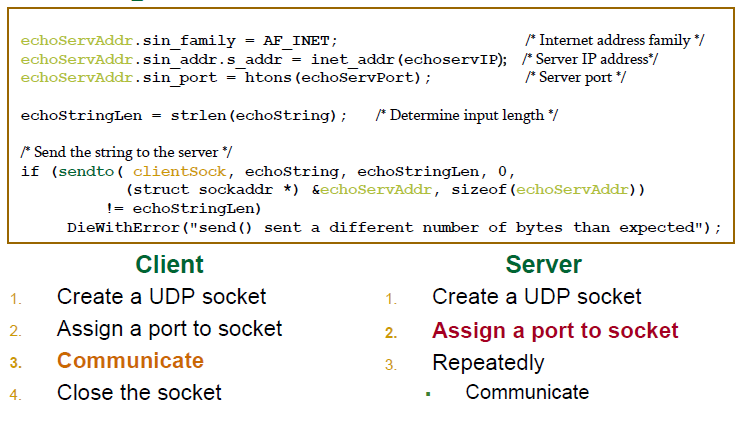 echoServAddr.sin_family = AF_INET; /* Internet address family */
echoServAddr.sin_addr.s_addr = inet_addr(echoservIP); /* Server IP address*/
echoServAddr.sin_port = htons(echoServPort); /* Server port */
echoStringLen = strlen(echoString); /* Determine input length */
/* Send the string to the server */
if (sendto( clientSock, echoString, echoStringLen, 0,
(struct sockaddr *) &echoServAddr, sizeof(echoServAddr))
!= echoStringLen)
DieWithError("send() sent a different number of bytes than expected");
Client
1. Create a UDP socket
2. Assign a port to socket
3. Communicate
4. Close the socket
Server
1. Create a UDP socket
2. Assign a port to socket
3. Repeatedly
▪ Communicate